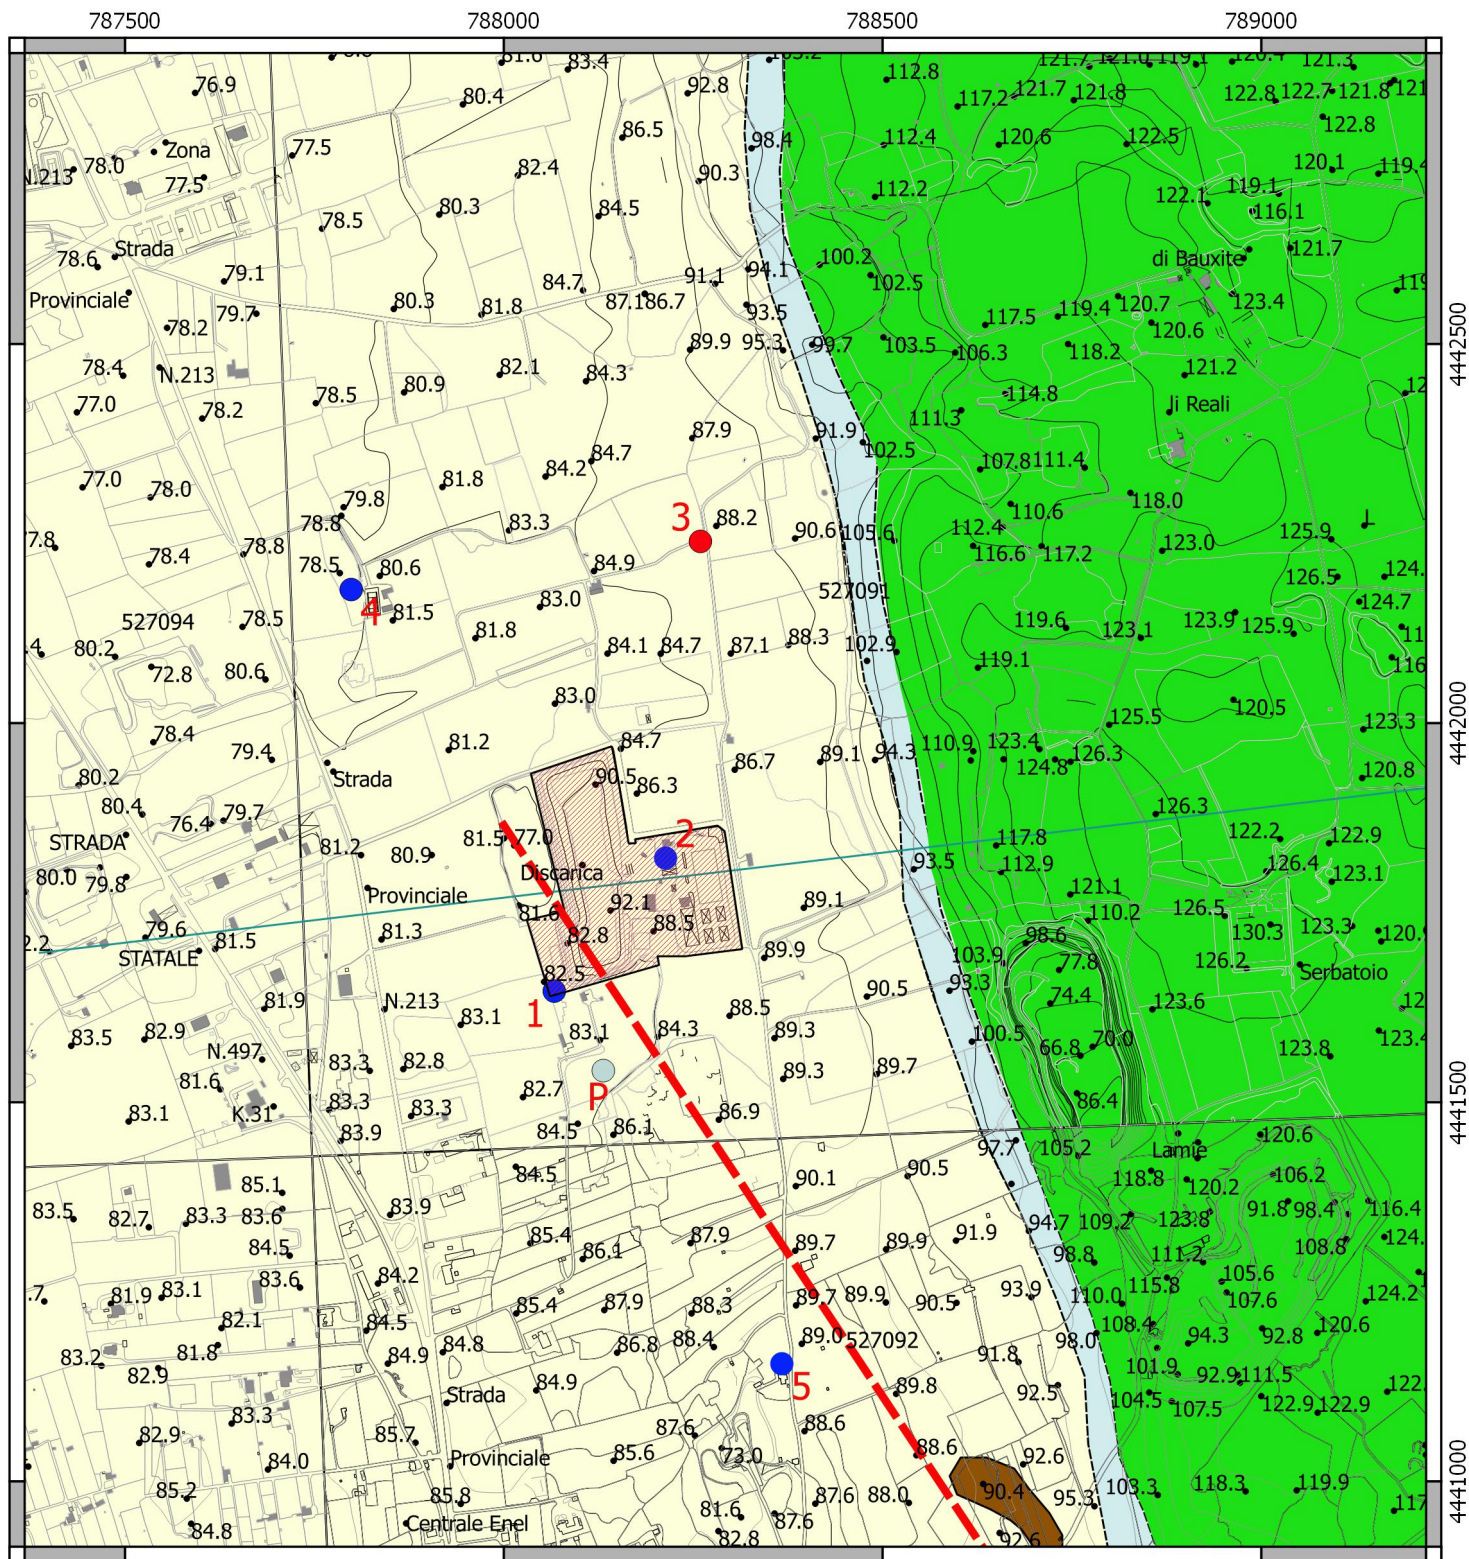 787500 788000 788500 789000
81.6 83.4 112.8 121.7 121.0 119.1 120.4 121.3
76.9 80.4 92.8 117.2 121.7 121.8 122.8 122.7 121.8
86.5 98.4 112.4 120.6 122.5 122.8
Zona 78.0 77.5 82.4 90.3 120.1
N.213 77.5 112.2 122.1 119.1 116.1
78.5 80.3 84.5
Strada 78.6 91.1 94.1 100.2 di Bauxite 121.7
79.1 84.7 102.5
Provinciale 80.3 81.8 87.1 86.7 93.5 117.5 119.4 120.7 123.4
78.2 79.7 120.6
89.9 95.3 99.7 103.5 106.3 118.2 4442500
78.4 N.213 82.1 84.3 121.2
78.5 80.9 114.8
77.0 78.2 111.3 li Reali
87.9 91.9 102.5
77.0 78.0 81.8 84.2 84.7 107.8 111.4
79.8 110.6 118.0
78.8 83.3 3 88.2 90.6 105.6 112.4 125.9
78.4 78.8 116.6 117.2 123.0
78.5 80.6 84.9 126.5
4 81.5 83.0 527091 124.7
527094 78.5 119.6 123.9 125.9
80.2 81.8 84.1 84.7 87.1 88.3 102.9 123.1
72.8 80.6 119.1
83.0 120.5
78.4 79.4 81.2 84.7 125.5 123.3 4442000
86.7 89.1 94.3 110.9 123.4 126.3
80.2 Strada 90.5 86.3 124.8 120.8
80.4 76.4 79.7 126.3
STRADA 81.2 80.9 81.5 77.0 2 117.8 122.2 122.9
80.0 79.8 Discarica 93.5 112.9 126.4 123.1
Provinciale 81.6 92.1 89.1 121.1
79.6 81.5 81.3 82.8 88.5 110.2 126.5 130.3 123.3
STATALE 89.9 103.9 98.6 77.8 126.2 Serbatoio
82.5 90.5 93.3
81.9 N.213 1 88.5 74.4 123.6
83.5 82.9 83.1 83.1 84.3 89.3 100.5
N.497 83.3 82.8 66.8 70.0 123.8
81.6 P 89.3 89.7
83.1 K.31 83.3 83.3 82.7 86.9 86.4 4441500
83.9 84.5 86.1 97.7 105.2 Lamie 120.6
84.5 90.5 118.8 106.2
85.1 90.1 120.2
83.5 82.7 83.3 83.6 83.9 109.2 123.8 91.8 98.4 116.4
84.5 85.4 86.1 87.9 89.7 89.9 91.9 94.7 98.8 111.2 108.8
81.9 83.1 83.6 84.2 85.4 87.9 88.3 89.7 89.9 90.5 93.9 110.0 115.8 105.6 107.6 124.2
82.1 84.5 84.8 86.8 88.4 89.0 527092 98.0 108.4 94.3 92.8 120.6
83.2 82.9 81.8 84.9 91.8 101.9 92.9 111.5
84.9 5 89.8 92.5 104.5 107.5 122.9 122.9
Strada
82.9 83.3 85.7 87.6 88.6 88.6
84.0 Provinciale 85.6 73.0 92.6
85.2 85.8 81.6 87.6 88.0 90.4 95.3 103.3 118.3 119.9 4441000
84.8 Centrale Enel 82.8 87.6 92.6